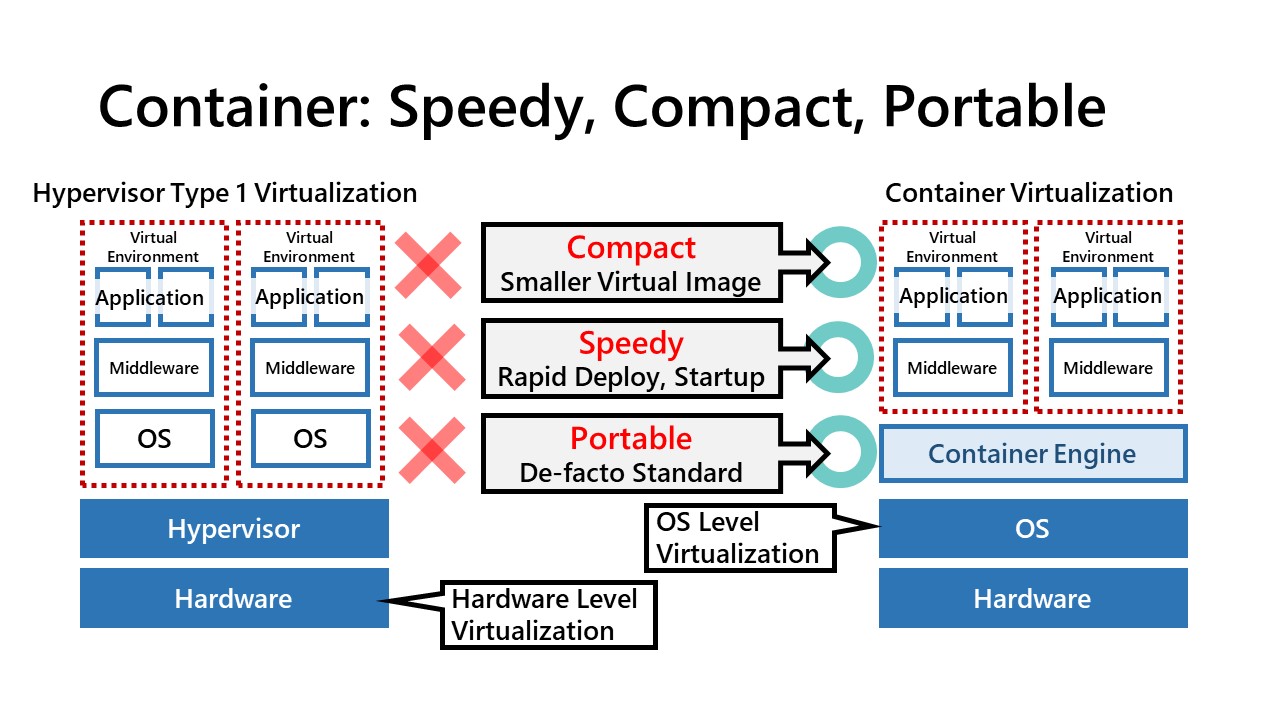 Container: Speedy, Compact, Portable
Hypervisor Type 1 Virtualization
Virtual
Environment
Application
Middleware
OS
Virtual
Environment
Application
Middleware
OS
Hypervisor
Hardware
Hardware Level
Virtualization
Compact
Smaller Virtual Image
Speedy
Rapid Deploy, Startup
Portable
De-facto Standard
OS Level
Virtualization
Container Virtualization
Virtual
Environment
Application
Middleware
Virtual
Environment
Application
Middleware
Container Engine
OS
Hardware